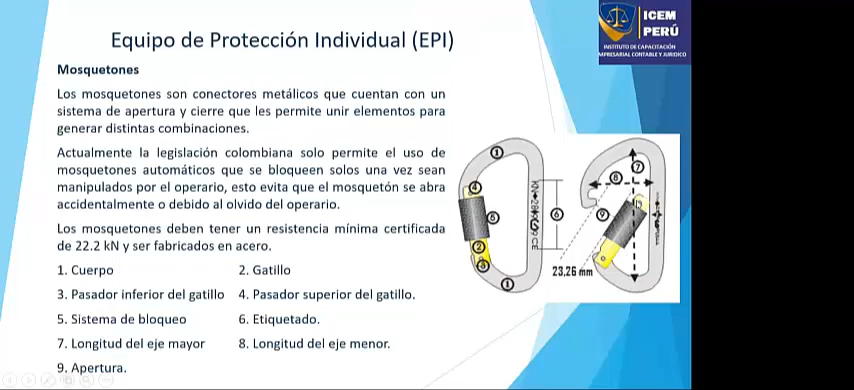 ICEM
PERÚ
INSTITUTO DE CAPACITACIÓN
EMPRESARIAL CONTABLE Y JURIDICO
Equipo de Protección Individual (EPI)
Mosquetones
Los mosquetones son conectores metálicos que cuentan con un
sistema de apertura y cierre que les permite unir elementos para
generar distintas combinaciones.
Actualmente la legislación colombiana solo permite el uso de
mosquetones automáticos que se bloqueen solos una vez sean
manipulados por el operario, esto evita que el mosquetón se abra
accidentalmente o debido al olvido del operario.
Los mosquetones deben tener un resistencia mínima certificada
de 22.2 kN y ser fabricados en acero.
1. Cuerpo
2. Gatillo
3. Pasador inferior del gatillo
4. Pasador superior del gatillo.
5. Sistema de bloqueo
6. Etiquetado.
7. Longitud del eje mayor
8. Longitud del eje menor.
9. Apertura.
1
4
5
2
3
1
6
7
8
9
23,26 mm